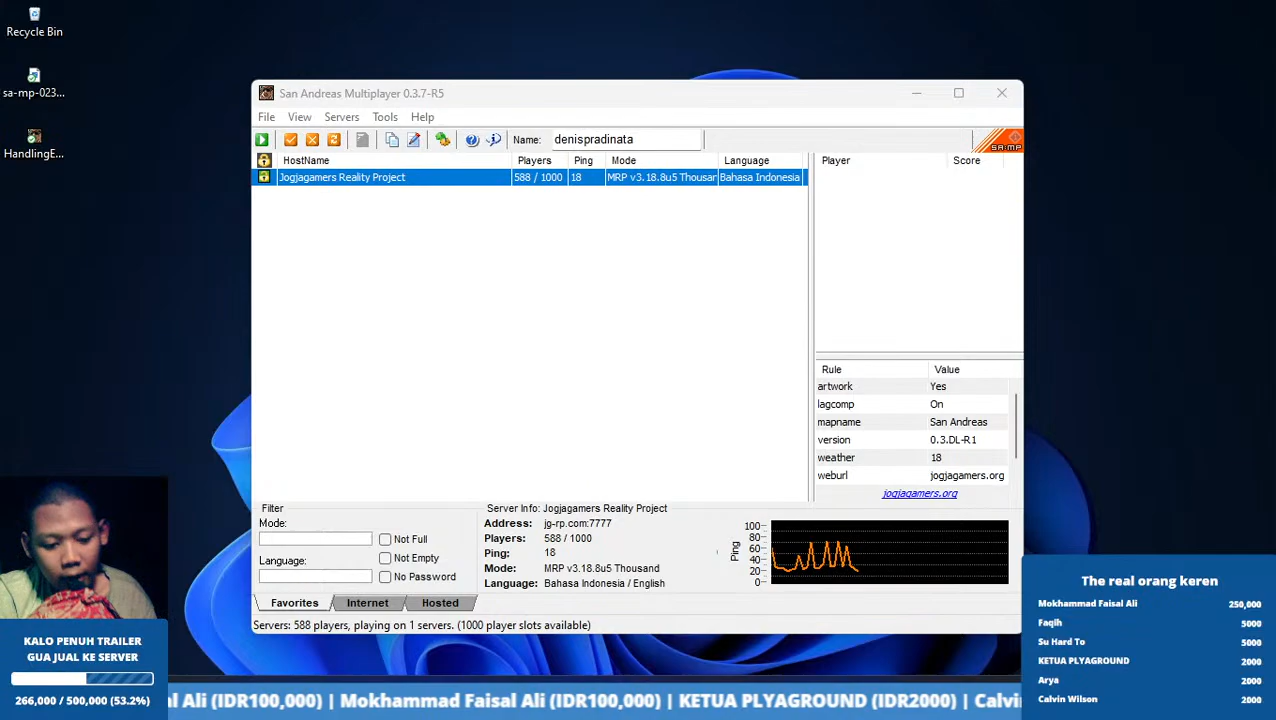 Recycle Bin
sa-mp-023...
HandlingE...
San Andreas Multiplayer 0.3.7-R5
File View Servers Tools Help
Name: denispradinata
sa:mp
HostName Players Ping Mode Language
Jogjagamers Reality Project 588 / 1000 18 MRP v3.18.8u5 Thousan Bahasa Indonesia
Player Score
Rule Value
artwork Yes
lagcomp On
mapname San Andreas
version 0.3.DL-R1
weather 18
weburl jogjagamers.org
jogjagamers.org
Filter
Mode:
Not Full
Not Empty
Language:
No Password
Server Info: Jogjagamers Reality Project
Address: jg-rp.com:7777
Players: 588 / 1000
Ping: 18
Mode: MRP v3.18.8u5 Thousand
Language: Bahasa Indonesia / English
Ping
100
80
60
40
20
0
Favorites Internet Hosted
Servers: 588 players, playing on 1 servers. (1000 player slots available)
KALO PENUH TRAILER
GUA JUAL KE SERVER
266,000 / 500,000 (53.2%)
The real orang keren
Mokhammad Faisal Ali 250,000
Faqih 5000
Su Hard To 5000
KETUA PLYAGROUND 2000
Arya 2000
Calvin Wilson 2000
al Ali (IDR100,000) | Mokhammad Faisal Ali (IDR100,000) | KETUA PLYAGROUND (IDR2000) | Calvin